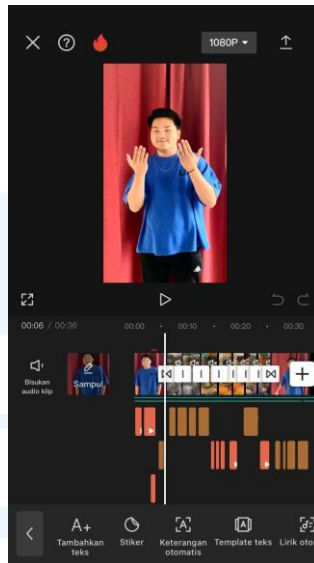 1080P
00:06 / 00:36
00:00
00:10
00:20
00:30
Bisukan
audio klip
Sampul
A+
Tambahkan
teks
Stiker
[A]
Keterangan
otomatis
[A]
Template teks
Lirik oto